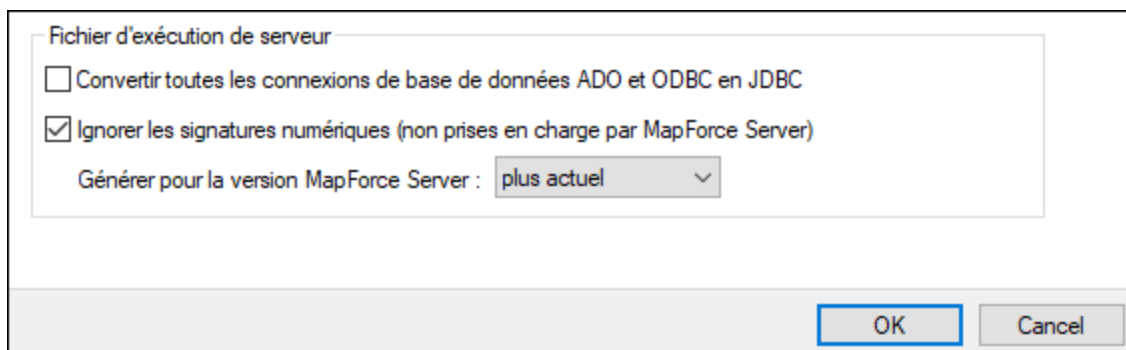 Fichier d'exécution de serveur
Convertir toutes les connexions de base de données ADO et ODBC en JDBC
Ignorer les signatures numériques (non prises en charge par MapForce Server)
Générer pour la version MapForce Server : plus actuel
OK Cancel